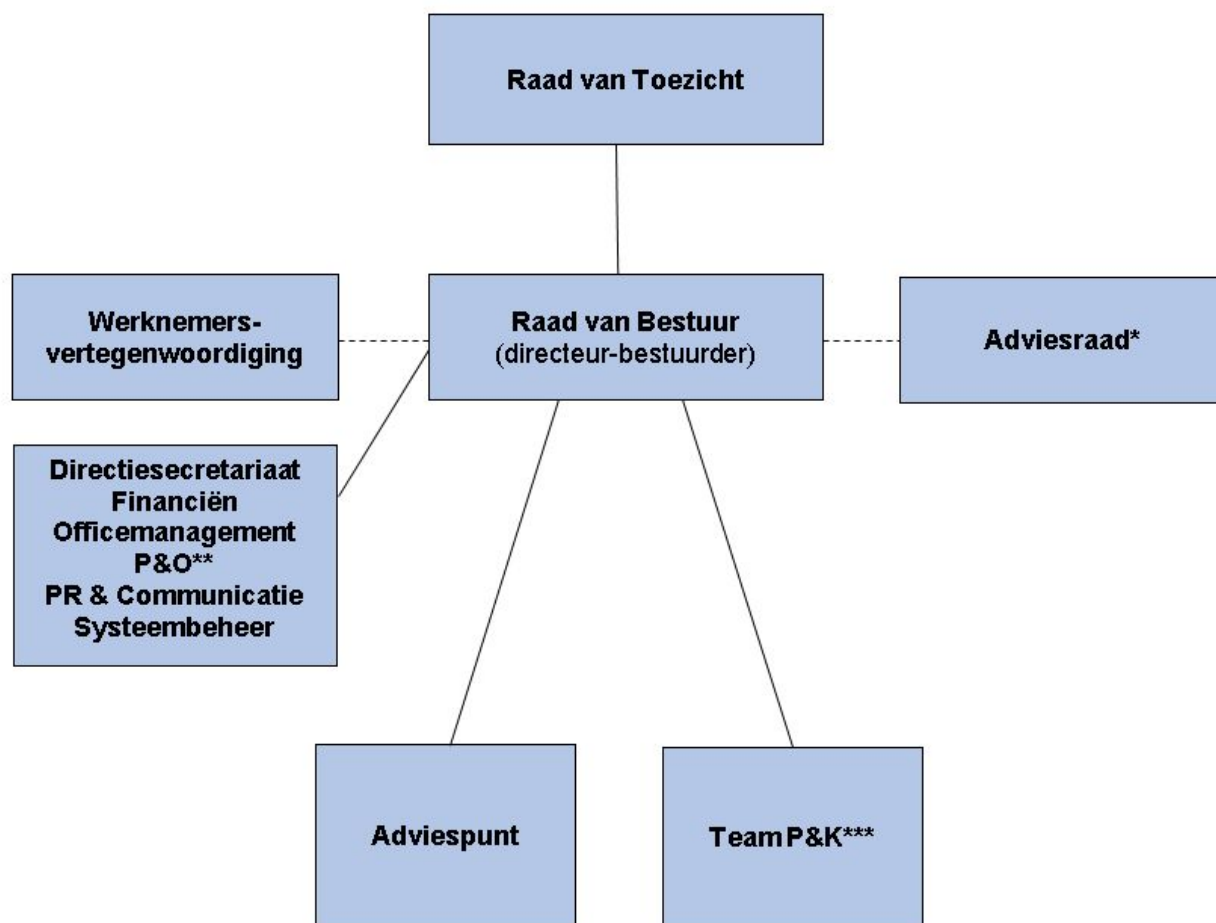 Raad van Toezicht
Werknemers-
vertegenwoordiging
Raad van Bestuur
(directeur-bestuurder)
Adviesraad*
Directiesecretariaat
Financiën
Officemanagement
P&O**
PR & Communicatie
Systeembeheer
Adviespunt
Team P&K***